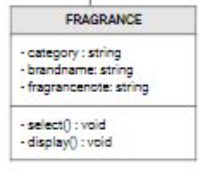 FRAGRANCE
- category : string
- brandname: string
- fragrancenote: string
- select() : void
- display() : void